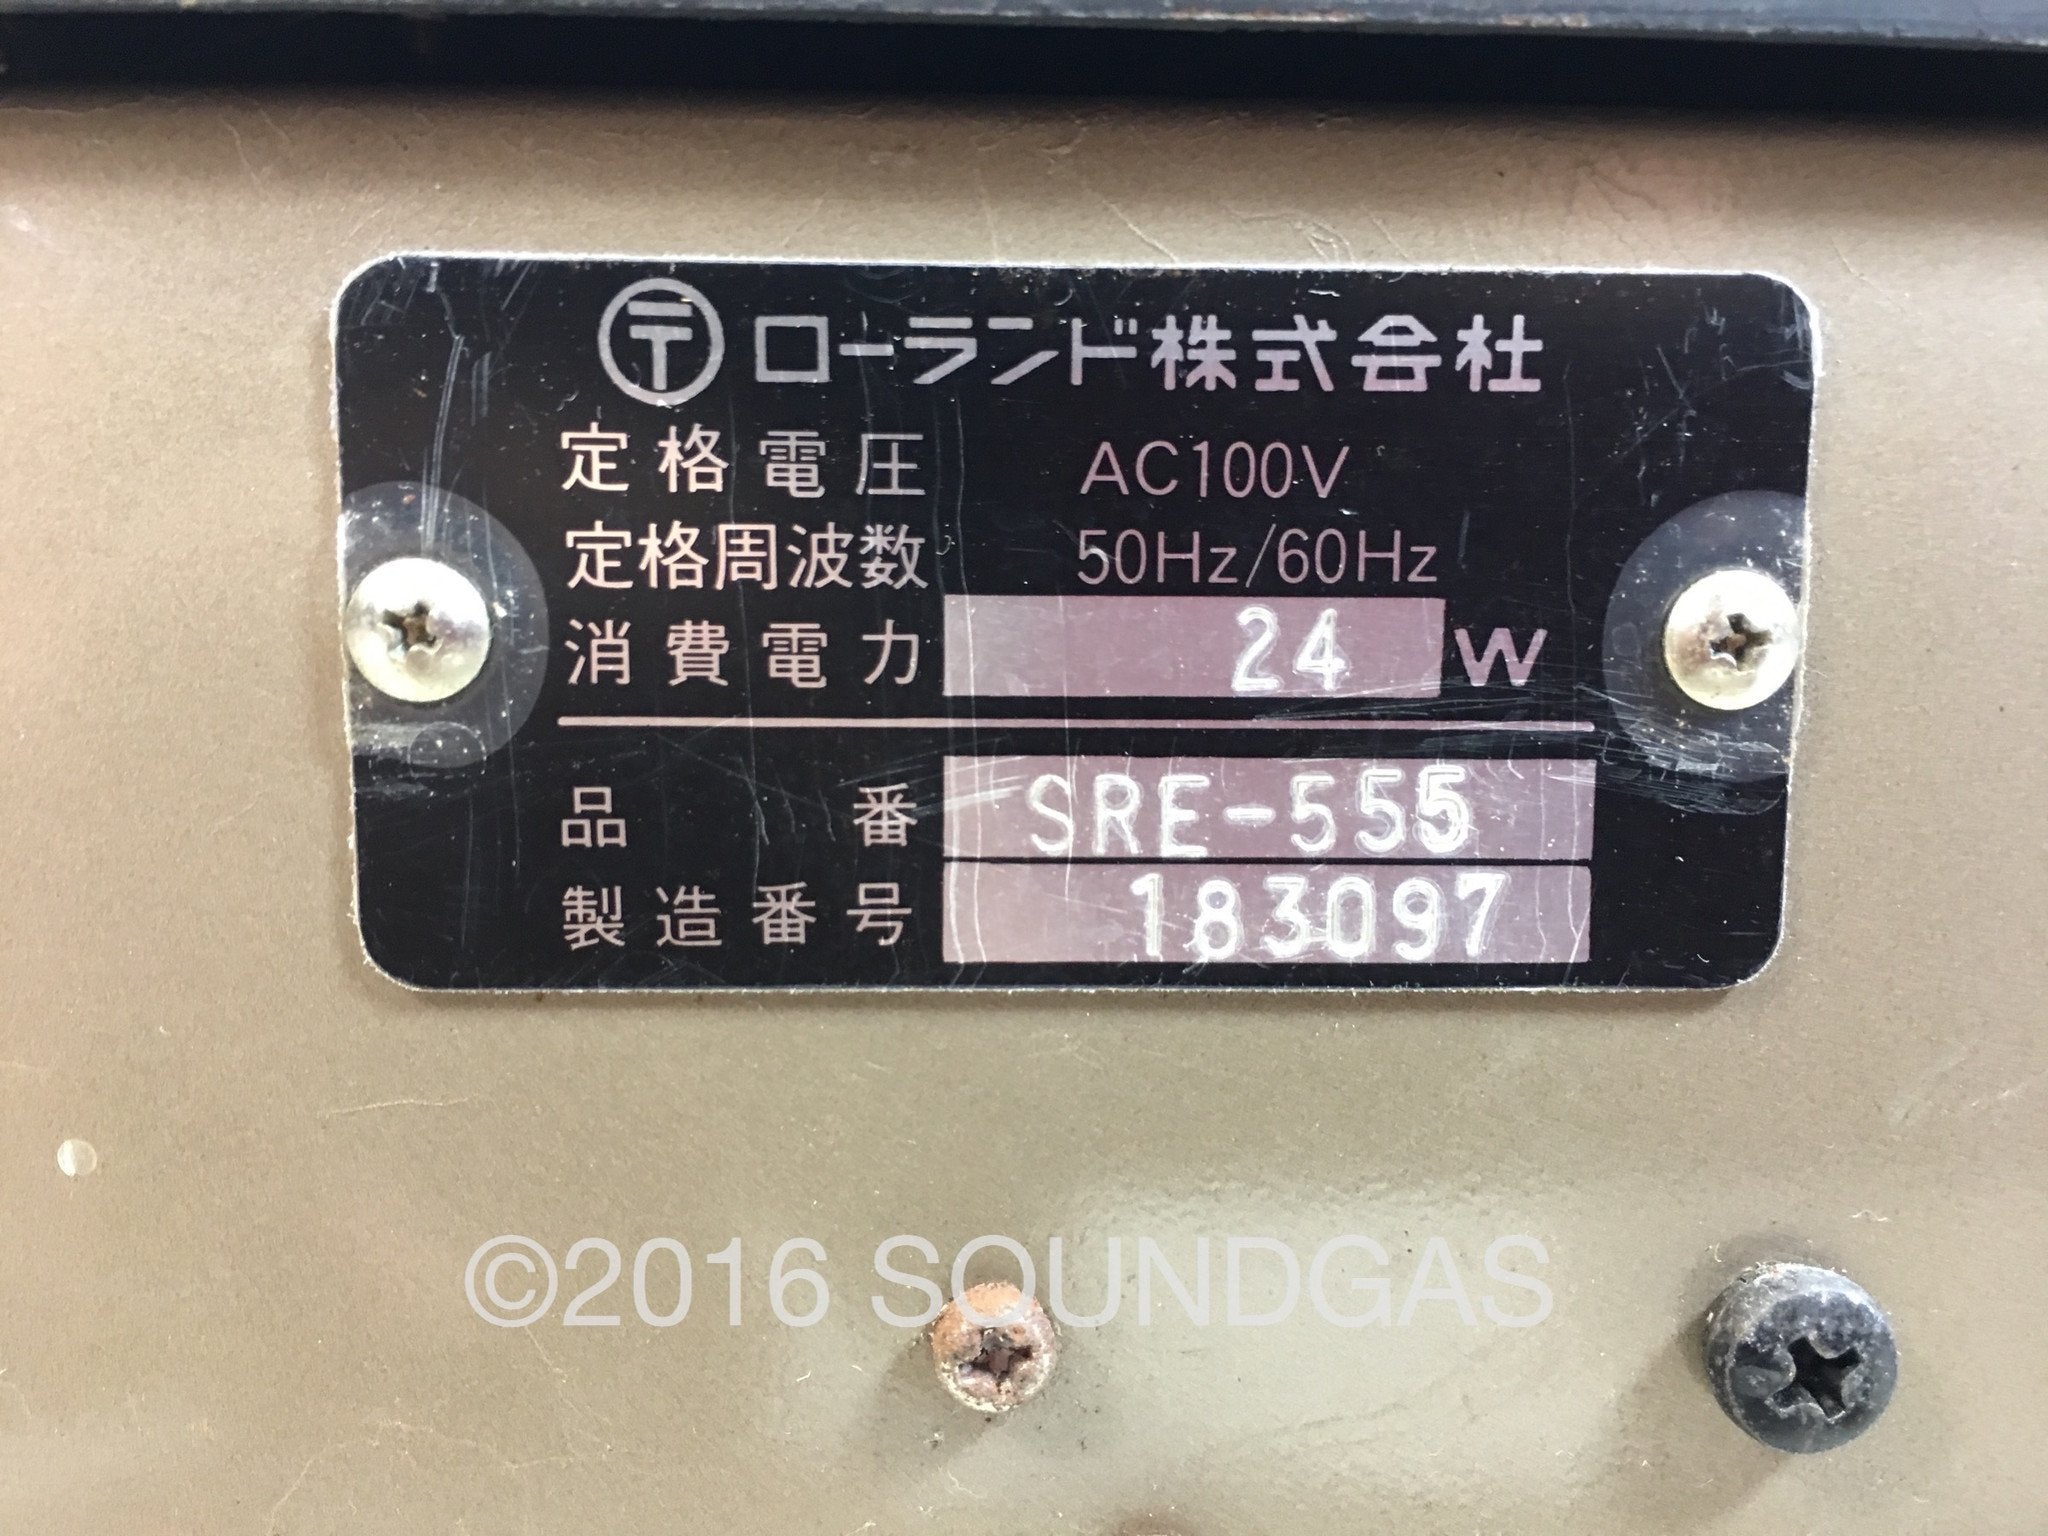 〒ローランド株式会社
定格電圧 AC100V
定格周波数 50Hz/60Hz
消費電力 24 W
品番 SRE-555
製造番号 183097
©2016 SOUNDGAS